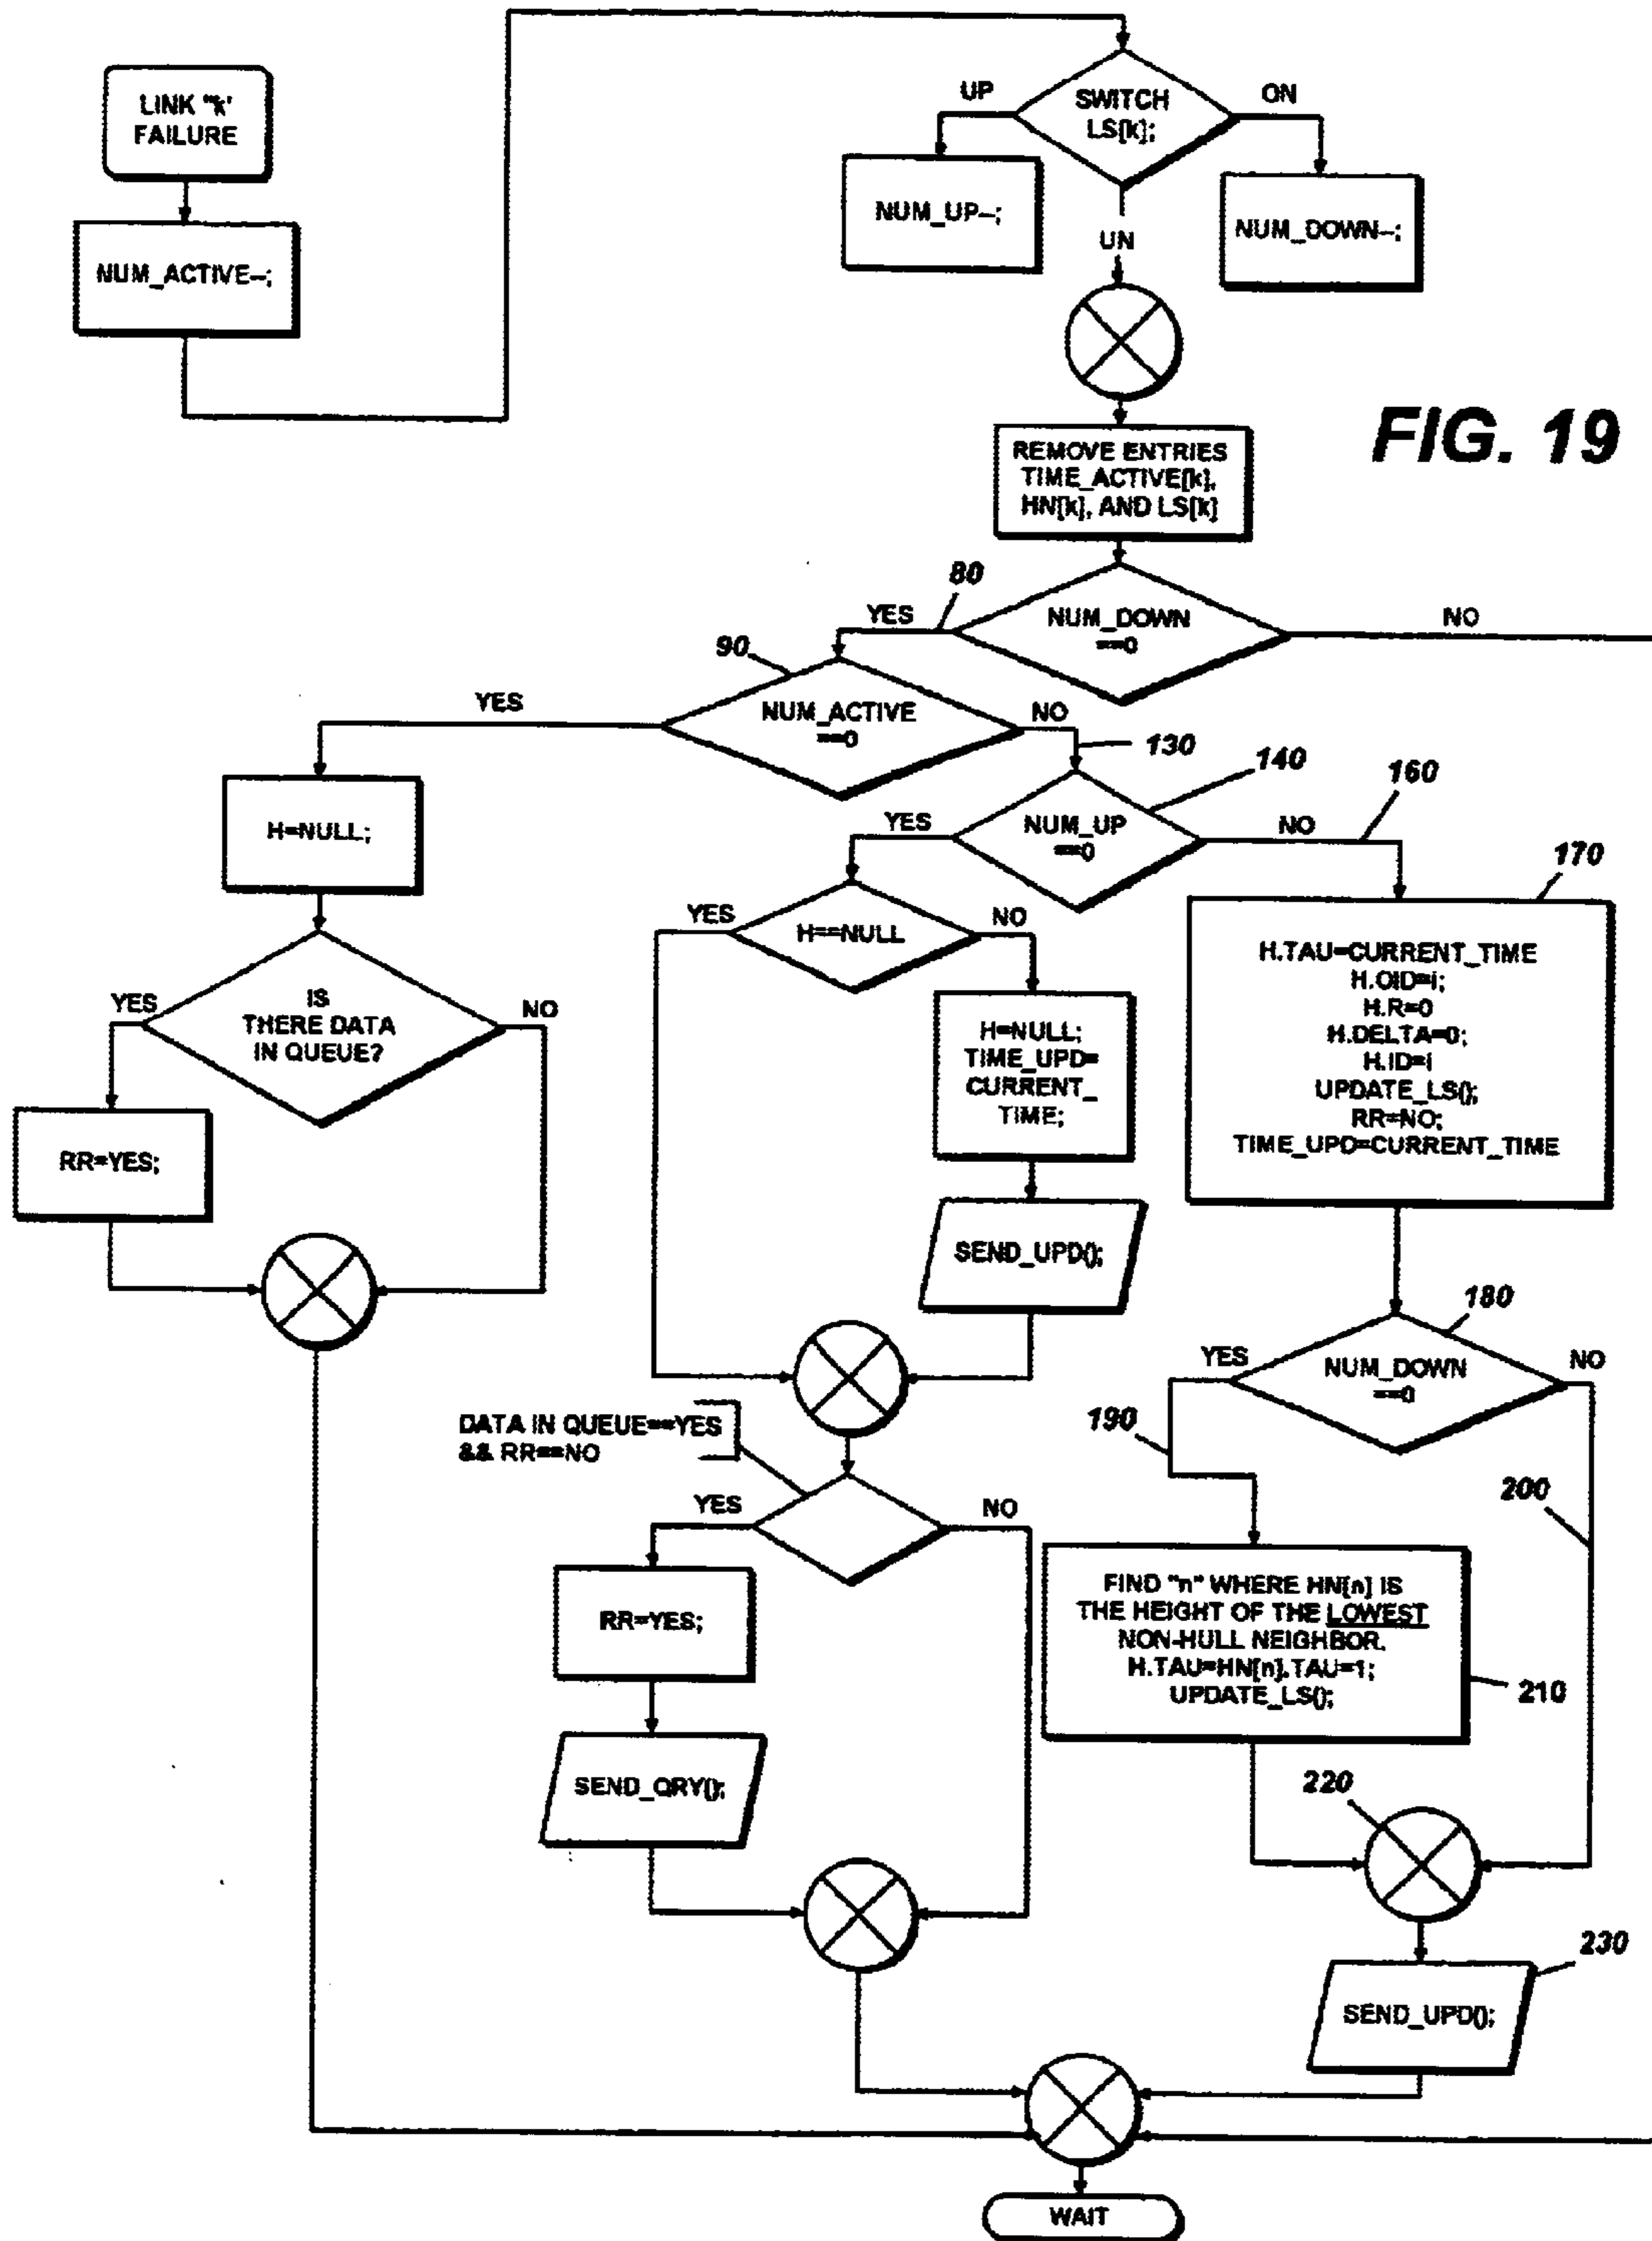 LINK "k'
FAILURE
NUM_ACTIVE--;
SWITCH
LS[k];
UP
ON
UN
NUM_UP--;
NUM_DOWN--;
FIG. 19
REMOVE ENTRIES
TIME_ACTIVE[k],
HN[k], AND LS[k]
80
YES
NUM_DOWN
==0
NO
90
YES
NUM_ACTIVE
==0
NO
130
140
160
H=NULL;
YES
NUM_UP
==0
NO
170
YES
H==NULL
NO
H.TAU=CURRENT_TIME
H.OID=i;
H.R=0
H.DELTA=0;
H.ID=i
UPDATE_LS();
RR=NO;
TIME_UPD=CURRENT_TIME
YES
IS
THERE DATA
IN QUEUE?
NO
H=NULL;
TIME_UPD=
CURRENT_
TIME;
RR=YES;
SEND_UPD();
180
YES
NUM_DOWN
==0
NO
DATA IN QUEUE==YES
&& RR==NO
190
200
YES
NO
RR=YES;
FIND "n" WHERE HN[n] IS
THE HEIGHT OF THE LOWEST
NON-HULL NEIGHBOR.
H.TAU=HN[n].TAU=1;
UPDATE_LS();
210
SEND_QRY();
220
230
SEND_UPD();
WAIT